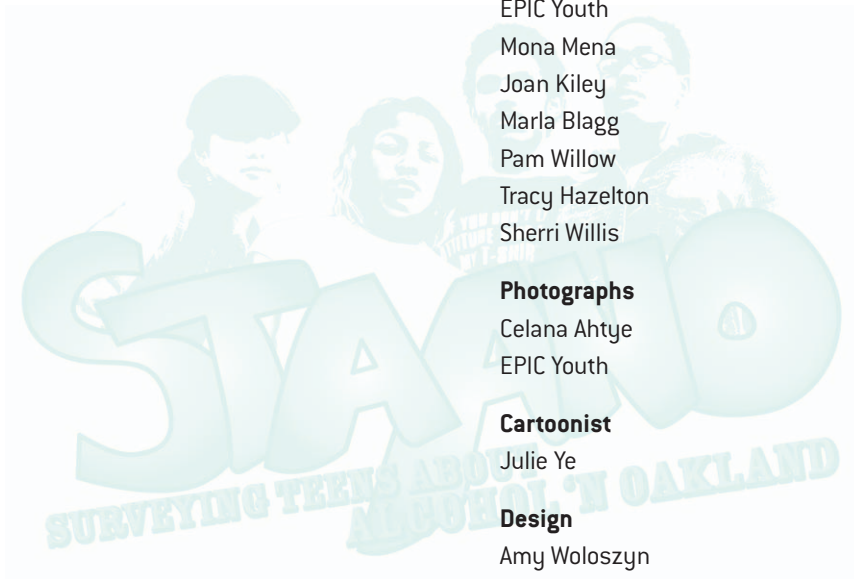 EPIC Youth
Mona Mena
Joan Kiley
Marla Blagg
Pam Willow
Tracy Hazelton
Sherri Willis
Photographs
Celana Ahtye
EPIC Youth
Cartoonist
Julie Ye
Design
Amy Woloszyn
STAANO
SURVEYING TEENS ABOUT
ALCOHOL 'N OAKLAND